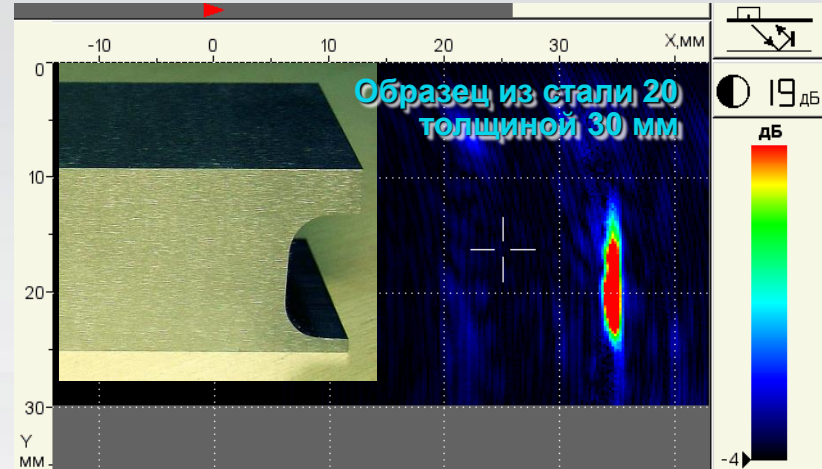 -10 0 10 20 30 X,мм
0
Образец из стали 20
толщиной 30 мм
19 дБ
дБ
10
20
30
Y
мм
-4